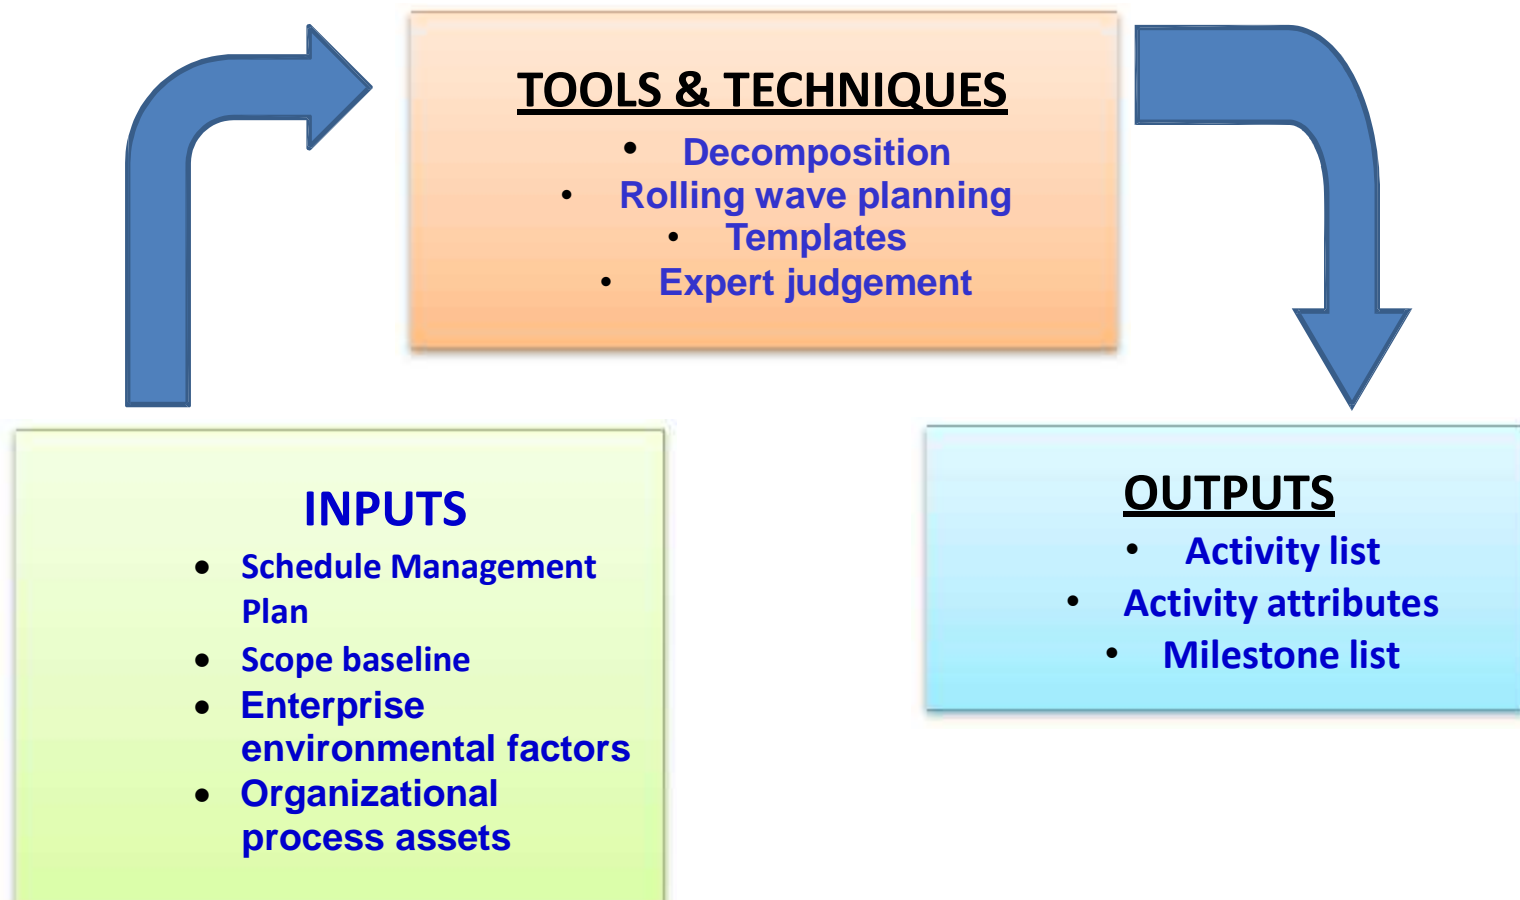 TOOLS & TECHNIQUES
• Decomposition
• Rolling wave planning
• Templates
• Expert judgement
INPUTS
• Schedule Management
Plan
• Scope baseline
• Enterprise
environmental factors
• Organizational
process assets
OUTPUTS
• Activity list
• Activity attributes
• Milestone list